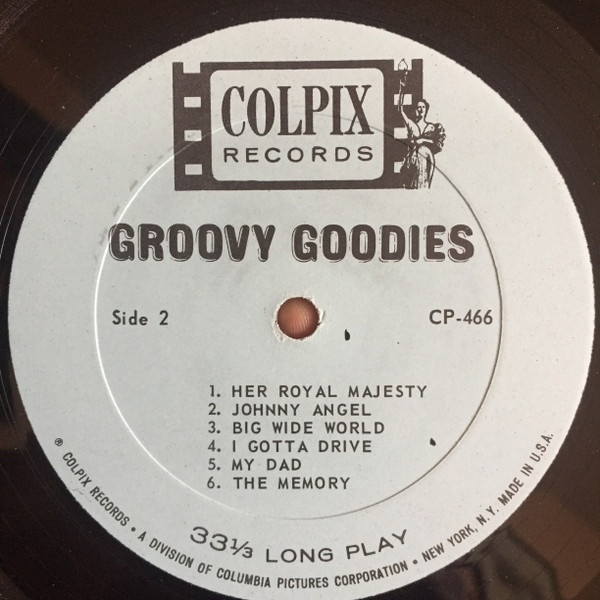 COLPIX
RECORDS
GROOVY GOODIES
Side 2
CP-466
1. HER ROYAL MAJESTY
2. JOHNNY ANGEL
3. BIG WIDE WORLD
4. I GOTTA DRIVE
5. MY DAD
6. THE MEMORY
33⅓ LONG PLAY
® COLPIX RECORDS • A DIVISION OF COLUMBIA PICTURES CORPORATION • NEW YORK, N.Y. MADE IN U.S.A.